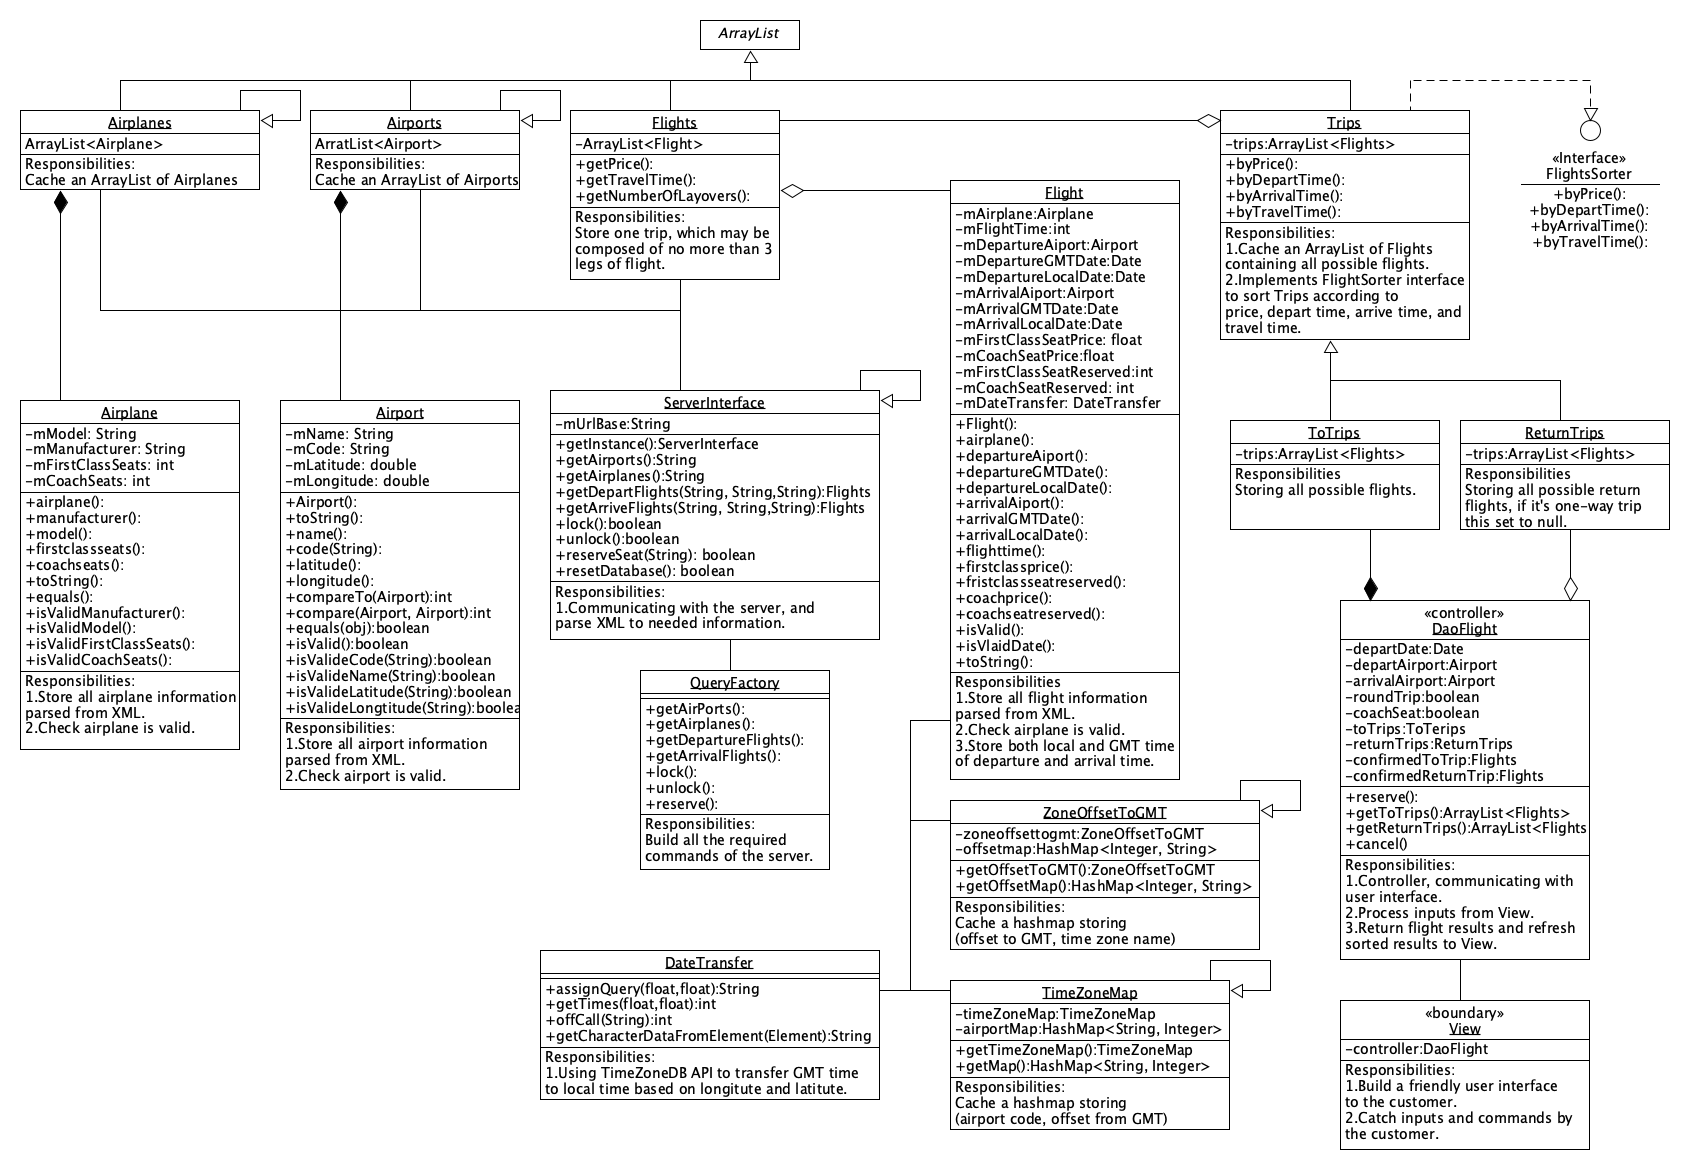 ArrayList
Airplanes
ArrayList<Airplane>
Responsibilities:
Cache an ArrayList of Airplanes
Airports
ArratList<Airport>
Responsibilities:
Cache an ArrayList of Airports
Flights
-ArrayList<Flight>
+getPrice():
+getTravelTime():
+getNumberOfLayovers():
Responsibilities:
Store one trip, which may be
composed of no more than 3
legs of flight.
Flight
-mAirplane:Airplane
-mFlightTime:int
-mDepartureAiport:Airport
-mDepartureGMTDate:Date
-mDepartureLocalDate:Date
-mArrivalAiport:Airport
-mArrivalGMTDate:Date
-mArrivalLocalDate:Date
-mFirstClassSeatPrice: float
-mCoachSeatPrice:float
-mFirstClassSeatReserved:int
-mCoachSeatReserved: int
-mDateTransfer: DateTransfer
+Flight():
+airplane():
+departureAiport():
+departureGMTDate():
+departureLocalDate():
+arrivalAiport():
+arrivalGMTDate():
+arrivalLocalDate():
+flighttime():
+firstclassprice():
+fristclassseatreserved():
+coachprice():
+coachseatreserved():
+isValid():
+isVlaidDate():
+toString():
Responsibilities
1.Store all flight information
parsed from XML.
2.Check airplane is valid.
3.Store both local and GMT time
of departure and arrival time.
Trips
-trips:ArrayList<Flights>
+byPrice():
+byDepartTime():
+byArrivalTime():
+byTravelTime():
Responsibilities:
1.Cache an ArrayList of Flights
containing all possible flights.
2.Implements FlightSorter interface
to sort Trips according to
price, depart time, arrive time, and
travel time.
«Interface»
FlightsSorter
+byPrice():
+byDepartTime():
+byArrivalTime():
+byTravelTime():
Airplane
-mModel: String
-mManufacturer: String
-mFirstClassSeats: int
-mCoachSeats: int
+airplane():
+manufacturer():
+model():
+firstclassseats():
+coachseats():
+toString():
+equals():
+isValidManufacturer():
+isValidModel():
+isValidFirstClassSeats():
+isValidCoachSeats():
Responsibilities:
1.Store all airplane information
parsed from XML.
2.Check airplane is valid.
Airport
-mName: String
-mCode: String
-mLatitude: double
-mLongitude: double
+Airport():
+toString():
+name():
+code(String):
+latitude():
+longitude():
+compareTo(Airport):int
+compare(Airport, Airport):int
+equals(obj):boolean
+isValid():boolean
+isValideCode(String):boolean
+isValideName(String):boolean
+isValideLatitude(String):boolean
+isValideLongtitude(String):boolea
Responsibilities:
1.Store all airport information
parsed from XML.
2.Check airport is valid.
ServerInterface
-mUrlBase:String
+getInstance():ServerInterface
+getAirports():String
+getAirplanes():String
+getDepartFlights(String, String,String):Flights
+getArriveFlights(String, String,String):Flights
+lock():boolean
+unlock():boolean
+reserveSeat(String): boolean
+resetDatabase(): boolean
Responsibilities:
1.Communicating with the server, and
parse XML to needed information.
QueryFactory
+getAirPorts():
+getAirplanes():
+getDepartureFlights():
+getArrivalFlights():
+lock():
+unlock():
+reserve():
Responsibilities:
Build all the required
commands of the server.
ToTrips
-trips:ArrayList<Flights>
Responsibilities
Storing all possible flights.
ReturnTrips
-trips:ArrayList<Flights>
Responsibilities
Storing all possible return
flights, if it's one-way trip
this set to null.
«controller»
DaoFlight
-departDate:Date
-departAirport:Airport
-arrivalAirport:Airport
-roundTrip:boolean
-coachSeat:boolean
-toTrips:ToTerips
-returnTrips:ReturnTrips
-confirmedToTrip:Flights
-confirmedReturnTrip:Flights
+reserve():
+getToTrips():ArrayList<Flights>
+getReturnTrips():ArrayList<Flights
+cancel()
Responsibilities:
1.Controller, communicating with
user interface.
2.Process inputs from View.
3.Return flight results and refresh
sorted results to View.
ZoneOffsetToGMT
-zoneoffsettogmt:ZoneOffsetToGMT
-offsetmap:HashMap<Integer, String>
+getOffsetToGMT():ZoneOffsetToGMT
+getOffsetMap():HashMap<Integer, String>
Responsibilities:
Cache a hashmap storing
(offset to GMT, time zone name)
DateTransfer
+assignQuery(float,float):String
+getTimes(float,float):int
+offCall(String):int
+getCharacterDataFromElement(Element):String
Responsibilities:
1.Using TimeZoneDB API to transfer GMT time
to local time based on longitute and latitute.
TimeZoneMap
-timeZoneMap:TimeZoneMap
-airportMap:HashMap<String, Integer>
+getTimeZoneMap():TimeZoneMap
+getMap():HashMap<String, Integer>
Responsibilities:
Cache a hashmap storing
(airport code, offset from GMT)
«boundary»
View
-controller:DaoFlight
Responsibilities:
1.Build a friendly user interface
to the customer.
2.Catch inputs and commands by
the customer.